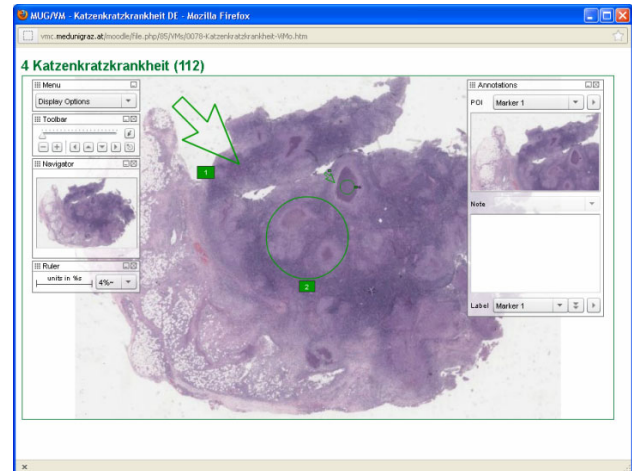 MUG/VM - Katzenkratzkrankheit DE - Mozilla Firefox
vmc.medunigraz.at/moodle/file.php/85/VMs/0078-Katzenkratzkrankheit-ViMo.htm
4 Katzenkratzkrankheit (112)
Menu
Display Options
Toolbar
Navigator
Ruler
units in %s
4%~
1
2
Annotations
POI Marker 1
Note
Label Marker 1